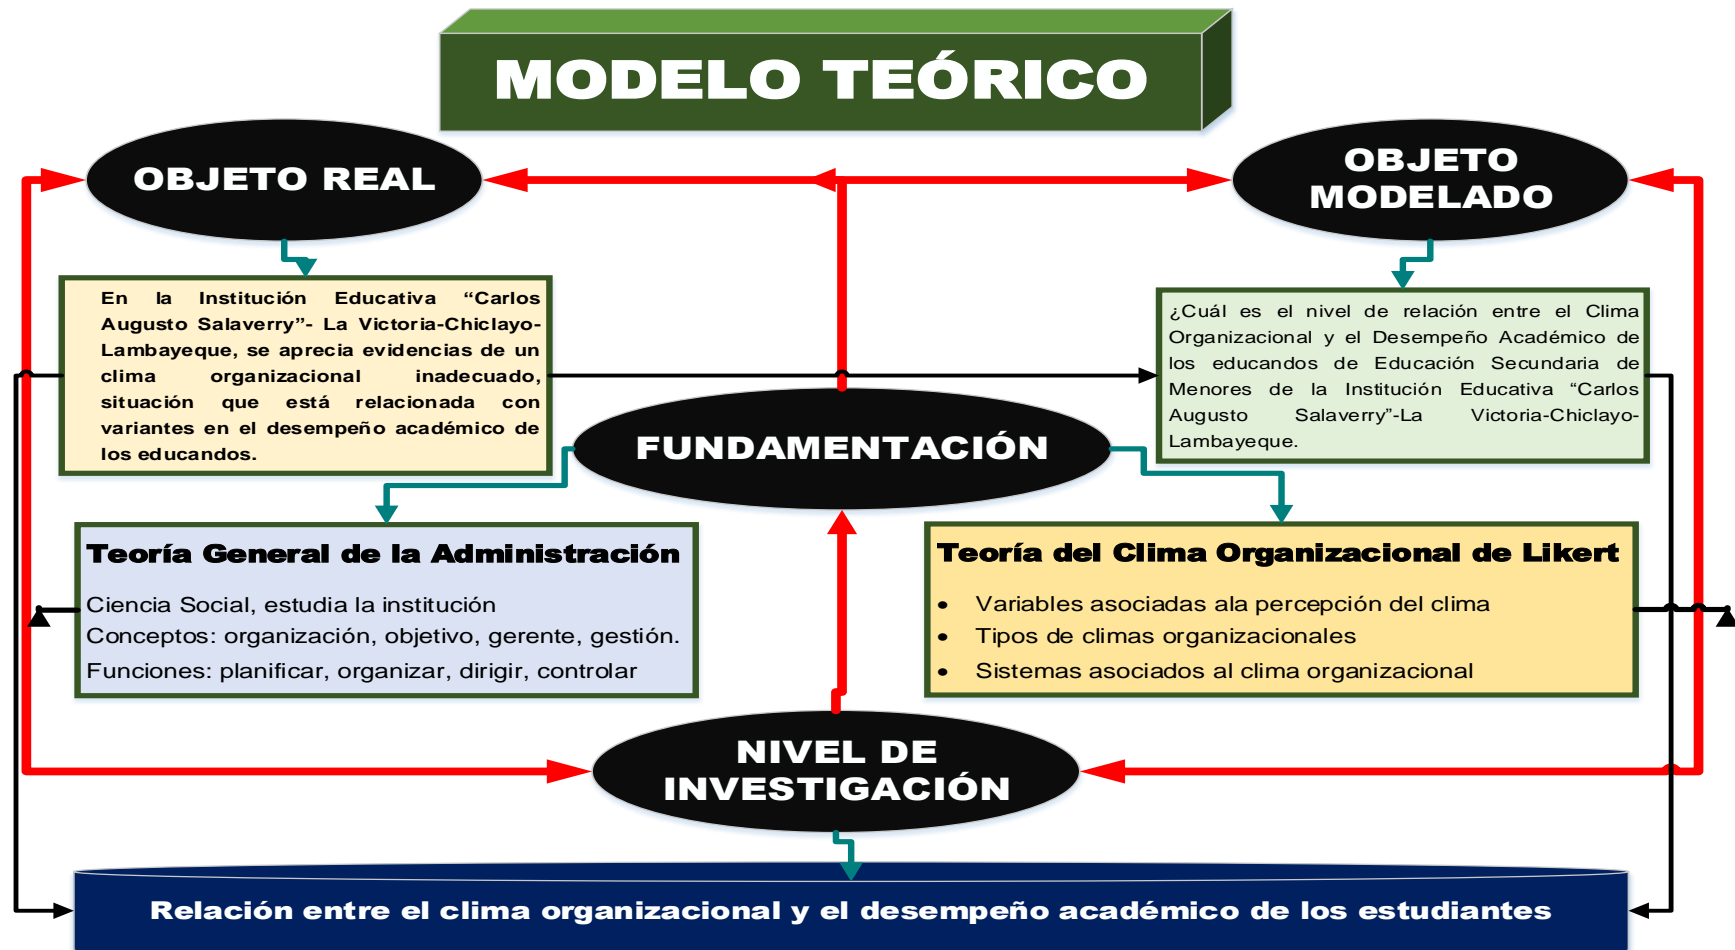 MODELO TEÓRICO
OBJETO REAL
OBJETO
MODELADO
En la Institución Educativa “Carlos
Augusto Salaverry”- La Victoria-Chiclayo-
Lambayeque, se aprecia evidencias de un
clima organizacional inadecuado,
situación que está relacionada con
variantes en el desempeño académico de
los educandos.
¿Cuál es el nivel de relación entre el Clima
Organizacional y el Desempeño Académico de
los educandos de Educación Secundaria de
Menores de la Institución Educativa “Carlos
Augusto Salaverry”-La Victoria-Chiclayo-
Lambayeque.
FUNDAMENTACIÓN
Teoría General de la Administración
Ciencia Social, estudia la institución
Conceptos: organización, objetivo, gerente, gestión.
Funciones: planificar, organizar, dirigir, controlar
Teoría del Clima Organizacional de Likert
• Variables asociadas ala percepción del clima
• Tipos de climas organizacionales
• Sistemas asociados al clima organizacional
NIVEL DE
INVESTIGACIÓN
Relación entre el clima organizacional y el desempeño académico de los estudiantes